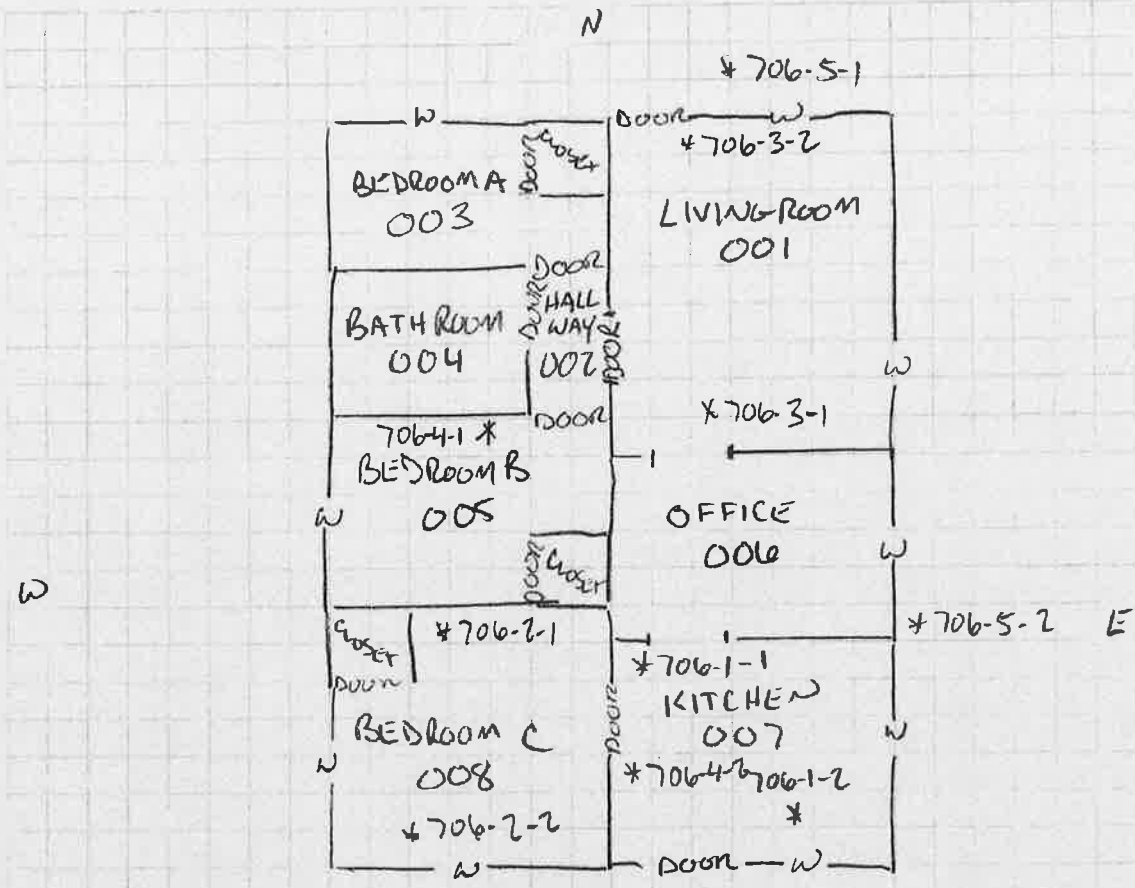 N
* 706-5-1
W
DOOR W
* 706-3-2
DOOR CLOSET
BEDROOM A
003
LIVINGROOM
001
DOOR
BATHROOM
004
DOOR HALL
WAY
002
DOOR
W
DOOR
* 706-3-1
706-4-1 *
BEDROOM B
005
OFFICE
006
W
W
DOOR CLOSET
W
CLOSET
DOOR
* 706-2-1
* 706-5-2 E
* 706-1-1
KITCHEN
007
DOOR
BEDROOM C
008
W
W
* 706-4-2 706-1-2
*
* 706-2-2
W
DOOR W